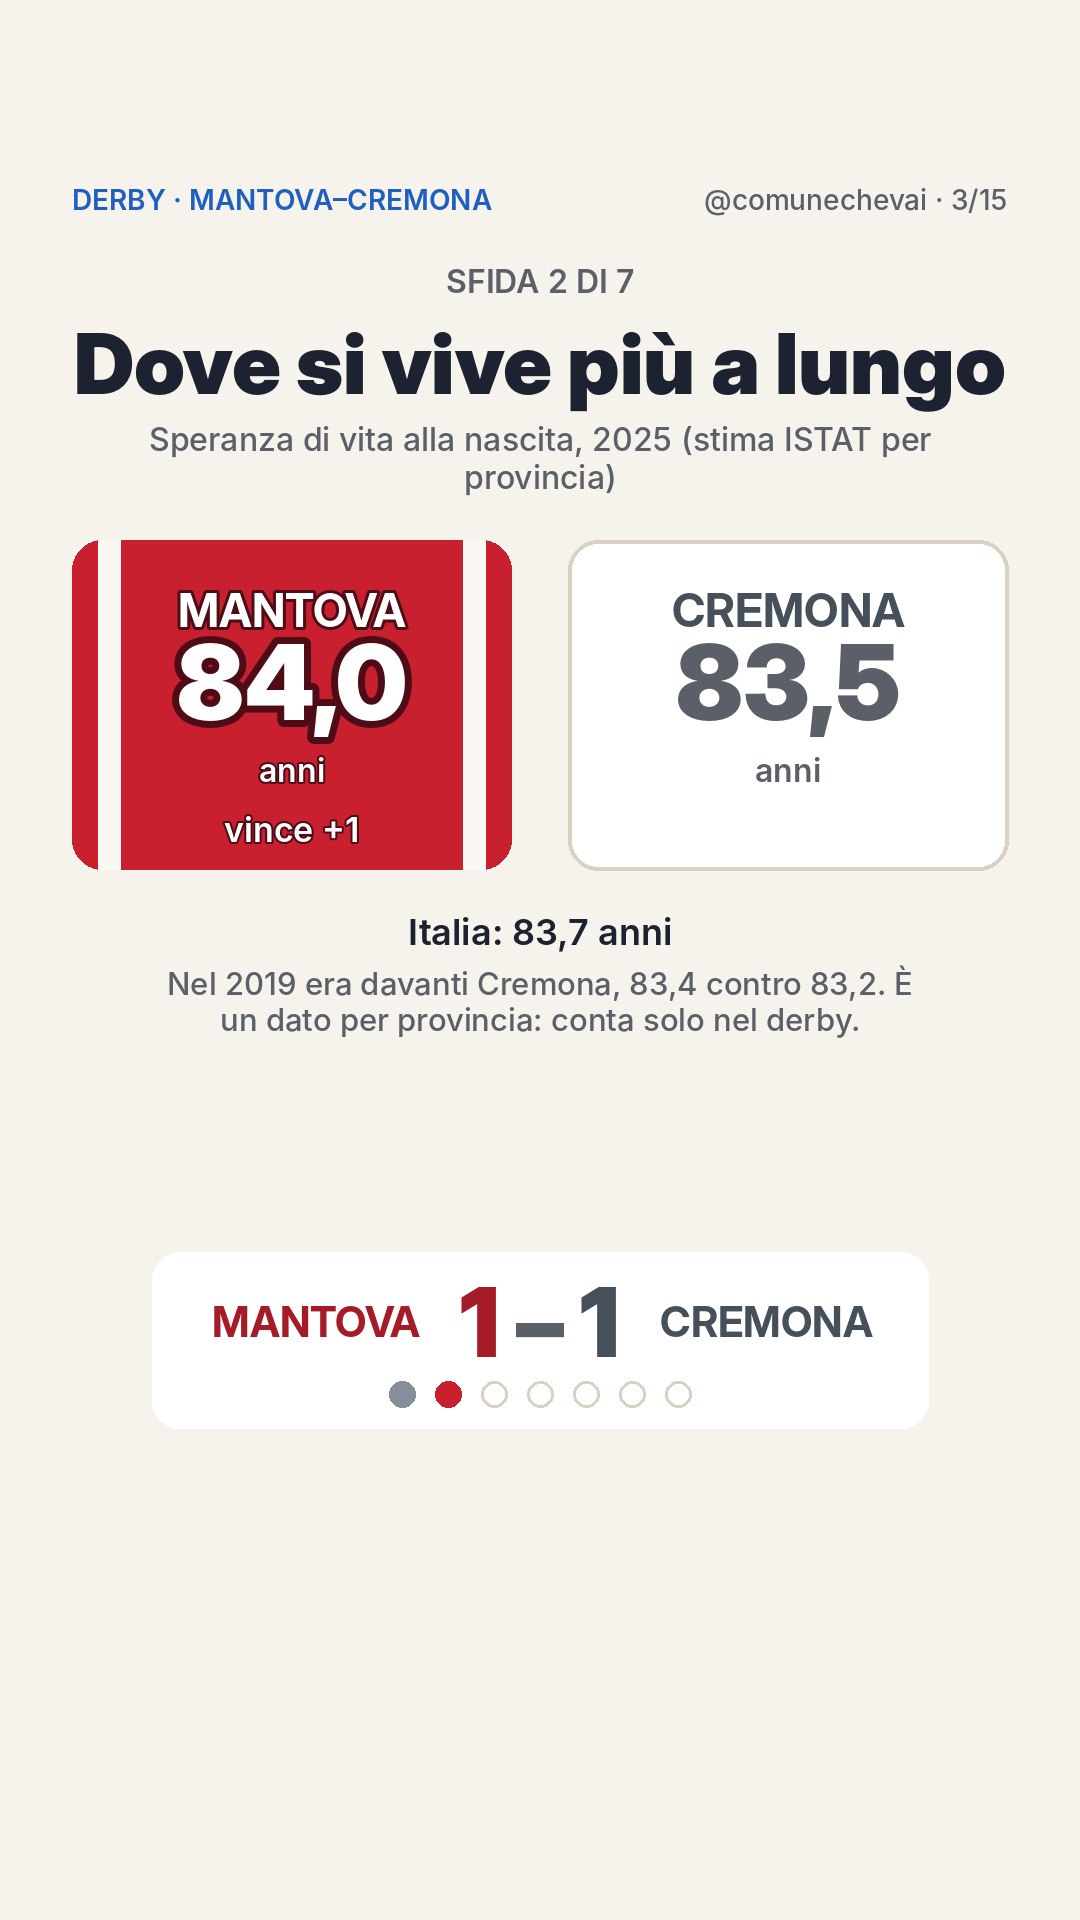 DERBY · MANTOVA–CREMONA
@comunechevai · 3/15
SFIDA 2 DI 7
Dove si vive più a lungo
Speranza di vita alla nascita, 2025 (stima ISTAT per
provincia)
MANTOVA
84,0
anni
vince +1
CREMONA
83,5
anni
Italia: 83,7 anni
Nel 2019 era davanti Cremona, 83,4 contro 83,2. È
un dato per provincia: conta solo nel derby.
MANTOVA 1–1 CREMONA